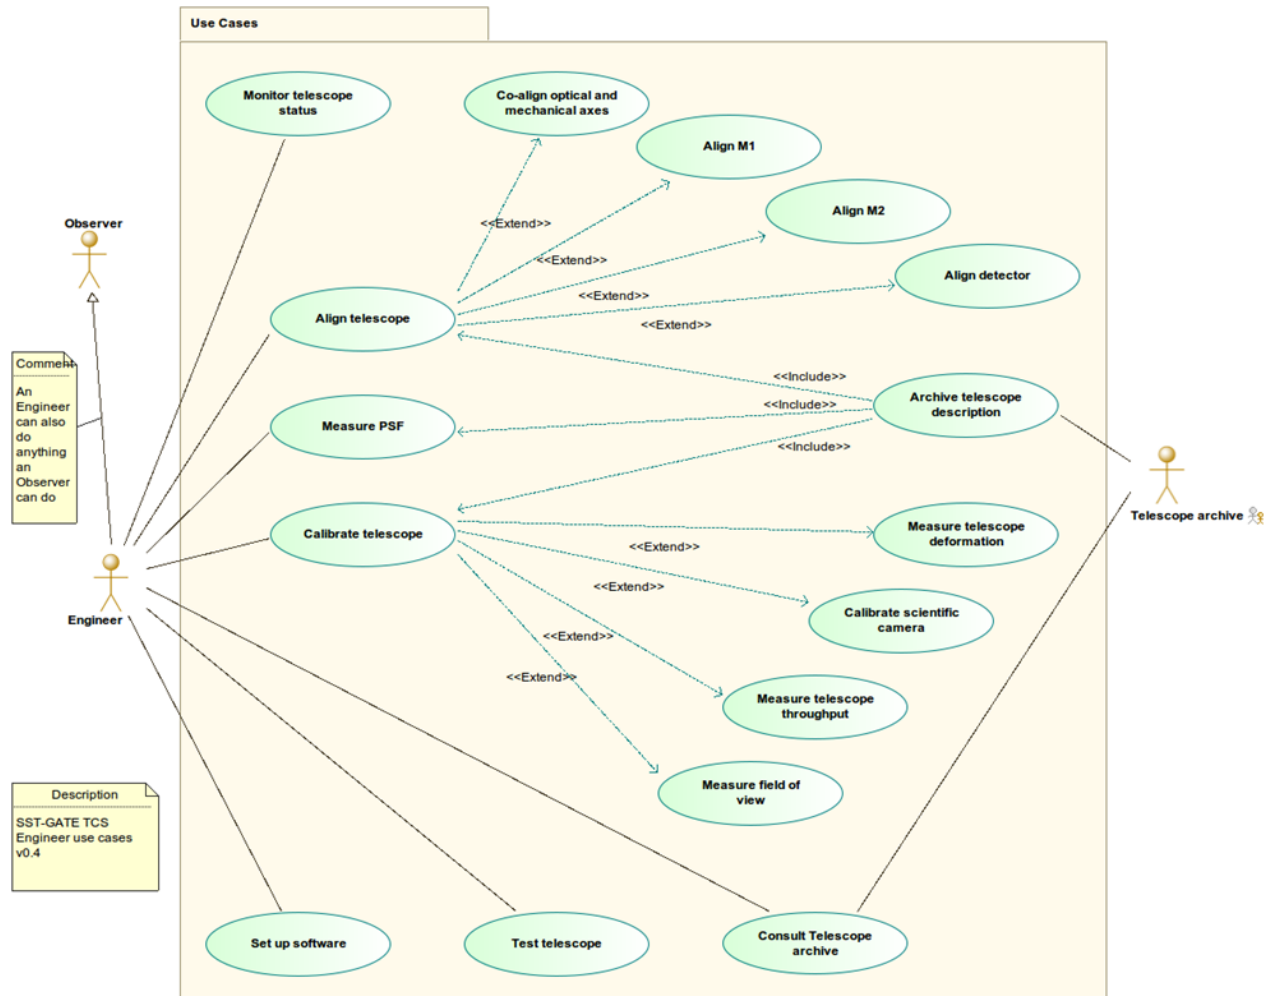 Use Cases
Monitor telescope
status
Co-align optical and
mechanical axes
Align M1
Align M2
Observer
<<Extend>>
<<Extend>>
Align detector
<<Extend>>
Align telescope
<<Extend>>
Comment
An
Engineer
can also
do
anything
an
Observer
can do
<<Include>>
Archive telescope
description
<<Include>>
Measure PSF
<<Include>>
Telescope archive
Calibrate telescope
Measure telescope
deformation
<<Extend>>
<<Extend>>
Calibrate scientific
camera
Engineer
<<Extend>>
<<Extend>>
Measure telescope
throughput
Measure field of
view
Description
SST-GATE TCS
Engineer use cases
v0.4
Set up software
Test telescope
Consult Telescope
archive